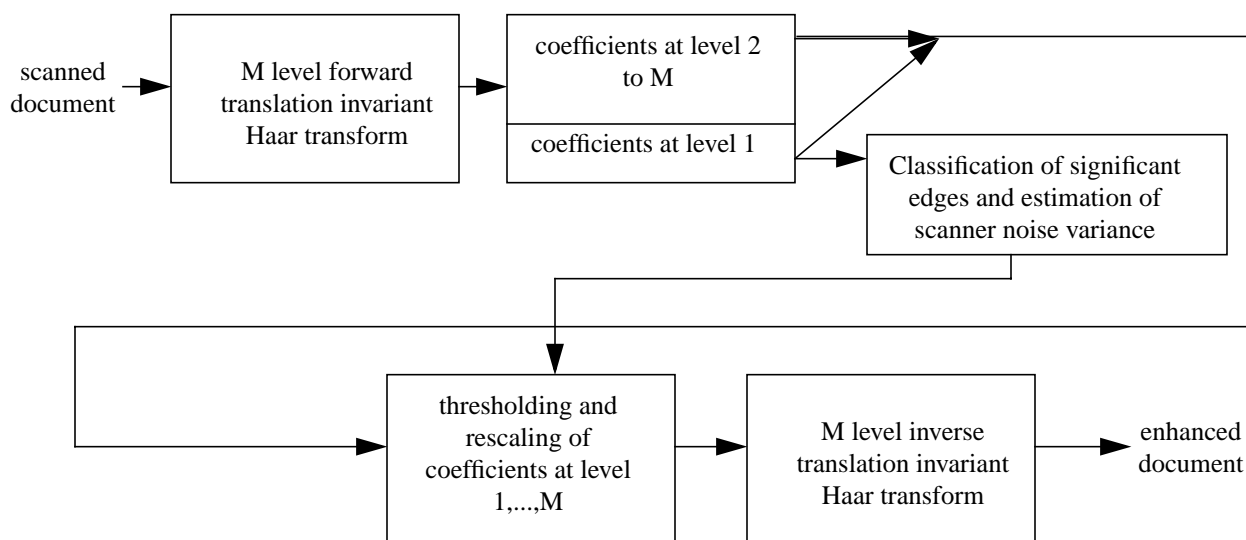 scanned
document
M level forward
translation invariant
Haar transform
coefficients at level 2
to M
coefficients at level 1
Classification of significant
edges and estimation of
scanner noise variance
thresholding and
rescaling of
coefficients at level
1,...,M
M level inverse
translation invariant
Haar transform
enhanced
document